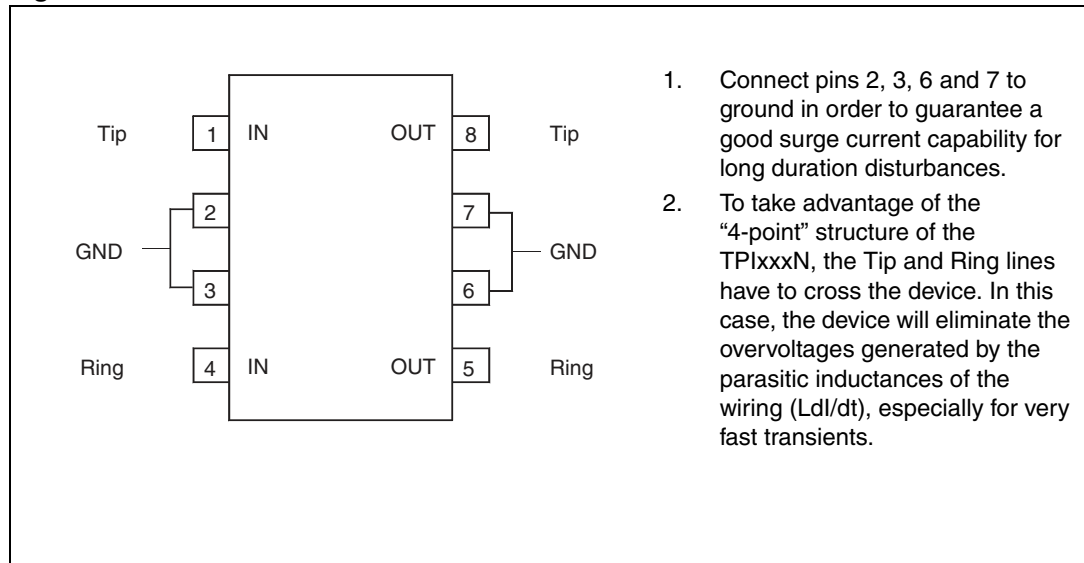 Tip 1 IN OUT 8 Tip
2 7
GND GND
3 6
Ring 4 IN OUT 5 Ring
1. Connect pins 2, 3, 6 and 7 to
ground in order to guarantee a
good surge current capability for
long duration disturbances.
2. To take advantage of the
“4-point” structure of the
TPIxxxN, the Tip and Ring lines
have to cross the device. In this
case, the device will eliminate the
overvoltages generated by the
parasitic inductances of the
wiring (LdI/dt), especially for very
fast transients.